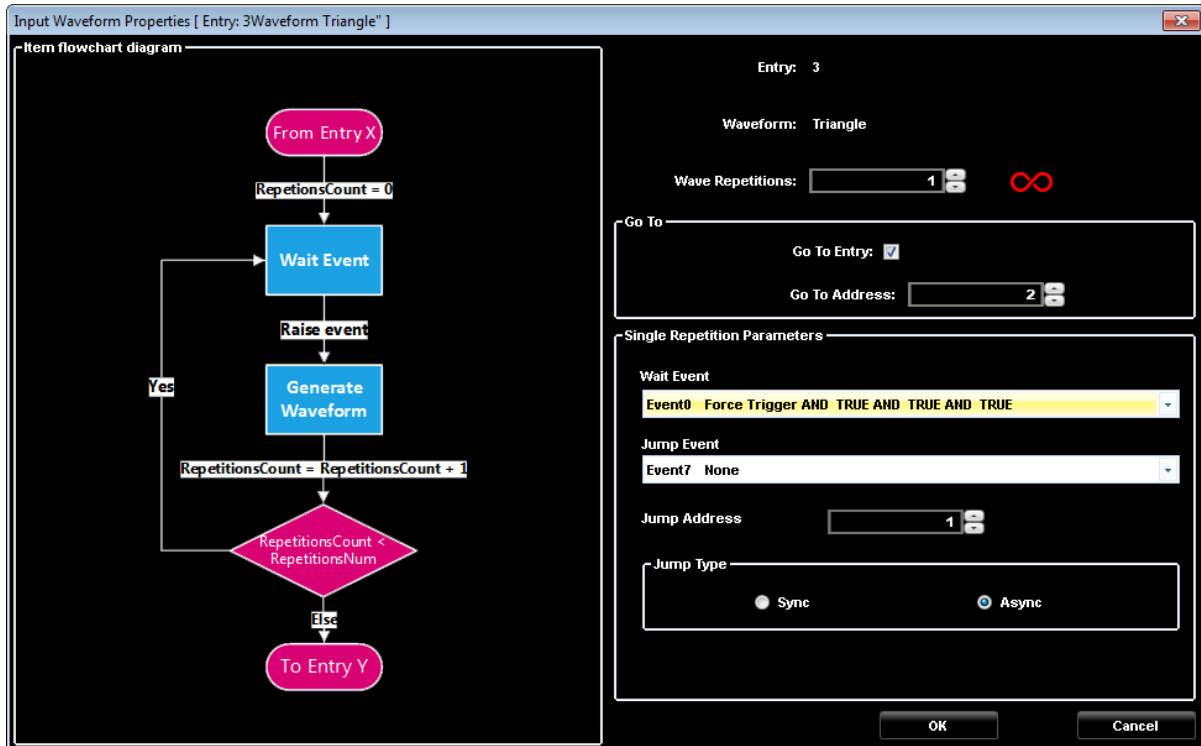 Input Waveform Properties [ Entry: 3Waveform Triangle" ]
Item flowchart diagram
From Entry X
RepetionsCount = 0
Wait Event
Raise event
Yes
Generate
Waveform
RepetitionsCount = RepetitionsCount + 1
RepetitionsCount <
RepetitionsNum
Else
To Entry Y
Entry: 3
Waveform: Triangle
Wave Repetitions: 1 ∞
Go To
Go To Entry:
Go To Address: 2
Single Repetition Parameters
Wait Event
Event0 Force Trigger AND TRUE AND TRUE AND TRUE
Jump Event
Event7 None
Jump Address 1
Jump Type
Sync Async
OK Cancel